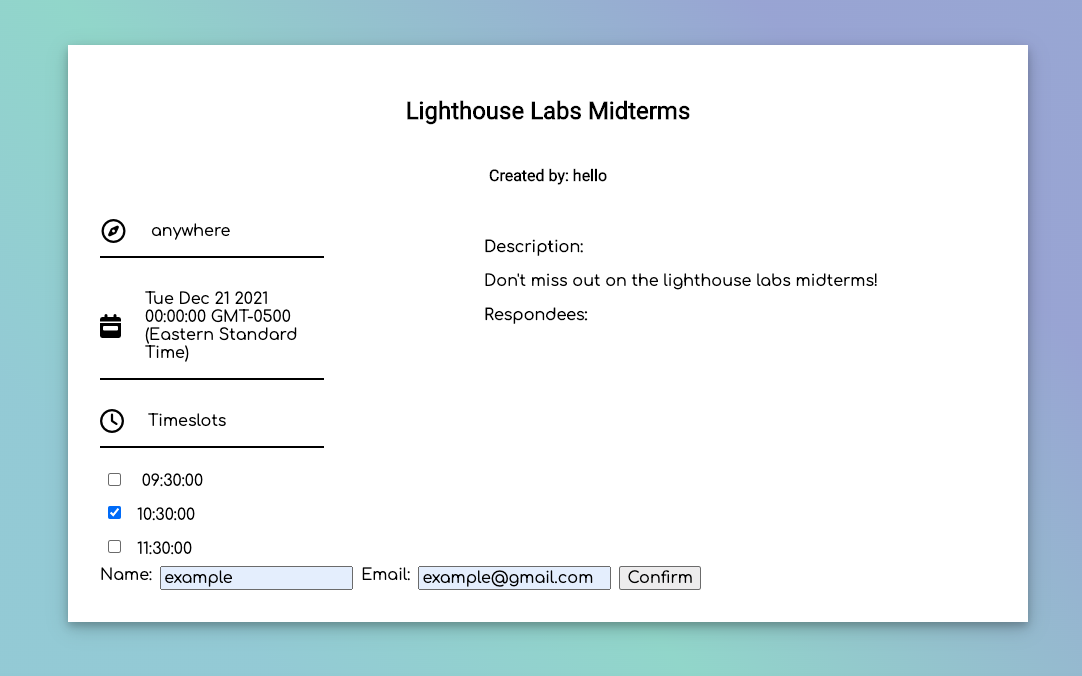 Lighthouse Labs Midterms
Created by: hello
anywhere
Tue Dec 21 2021
00:00:00 GMT-0500
(Eastern Standard
Time)
Timeslots
09:30:00
10:30:00
11:30:00
Description:
Don't miss out on the lighthouse labs midterms!
Respondees:
Name: example Email: example@gmail.com Confirm